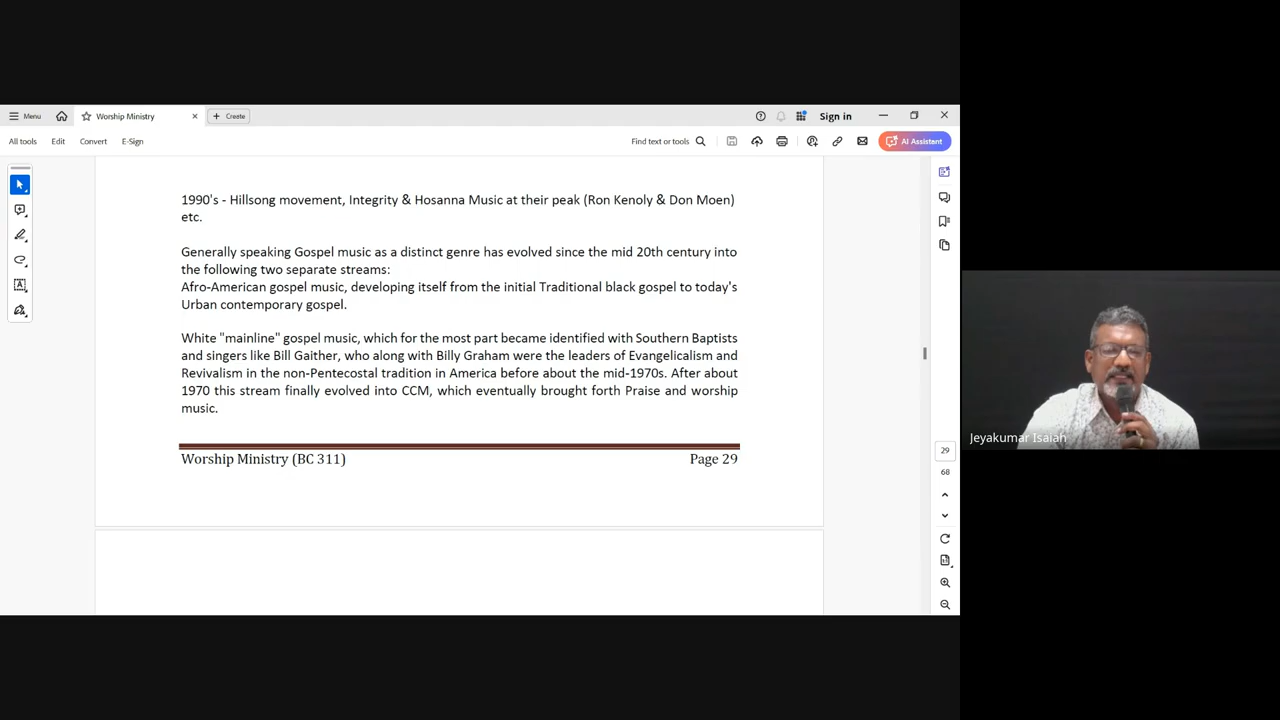 Menu
Worship Ministry
Create
Sign in
All tools
Edit
Convert
E-Sign
Find text or tools
AI Assistant
1990's - Hillsong movement, Integrity & Hosanna Music at their peak (Ron Kenoly & Don Moen)
etc.
Generally speaking Gospel music as a distinct genre has evolved since the mid 20th century into
the following two separate streams:
Afro-American gospel music, developing itself from the initial Traditional black gospel to today's
Urban contemporary gospel.
White "mainline" gospel music, which for the most part became identified with Southern Baptists
and singers like Bill Gaither, who along with Billy Graham were the leaders of Evangelicalism and
Revivalism in the non-Pentecostal tradition in America before about the mid-1970s. After about
1970 this stream finally evolved into CCM, which eventually brought forth Praise and worship
music.
Worship Ministry (BC 311)
Page 29
29
68
Jeyakumar Isaiah